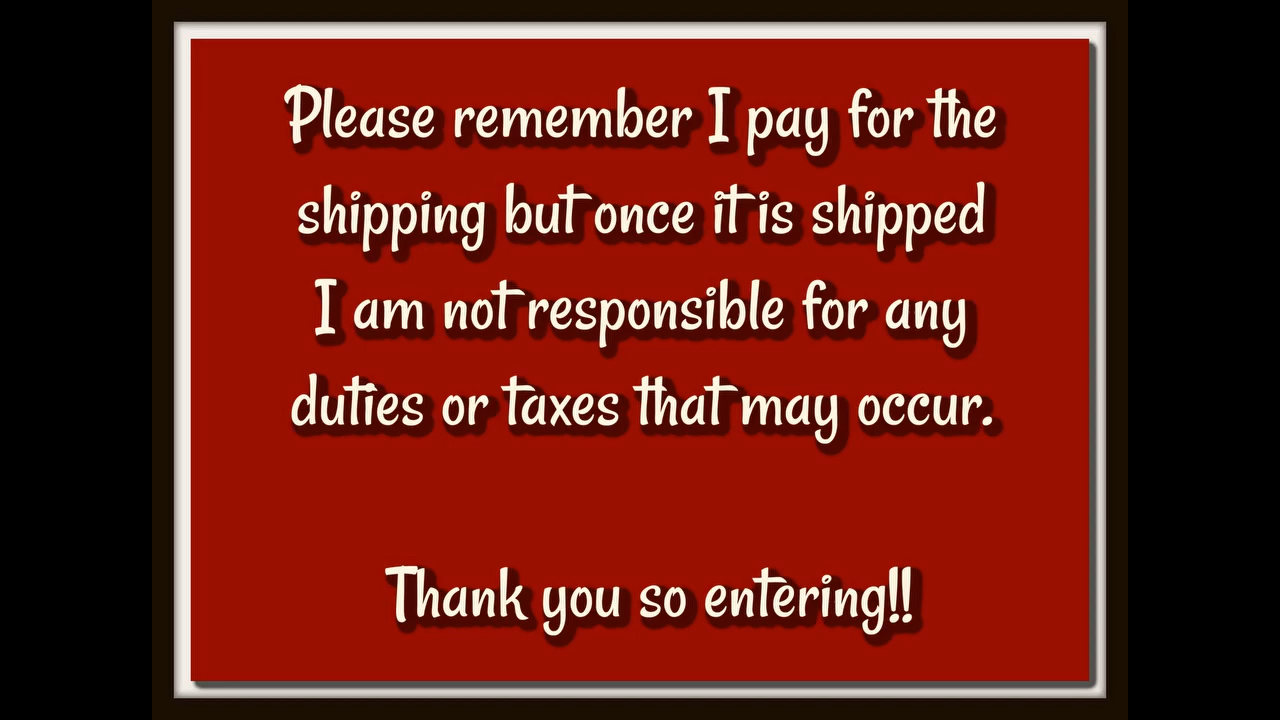 Please remember I pay for the
shipping but once it is shipped
I am not responsible for any
duties or taxes that may occur.
Thank you so entering!!